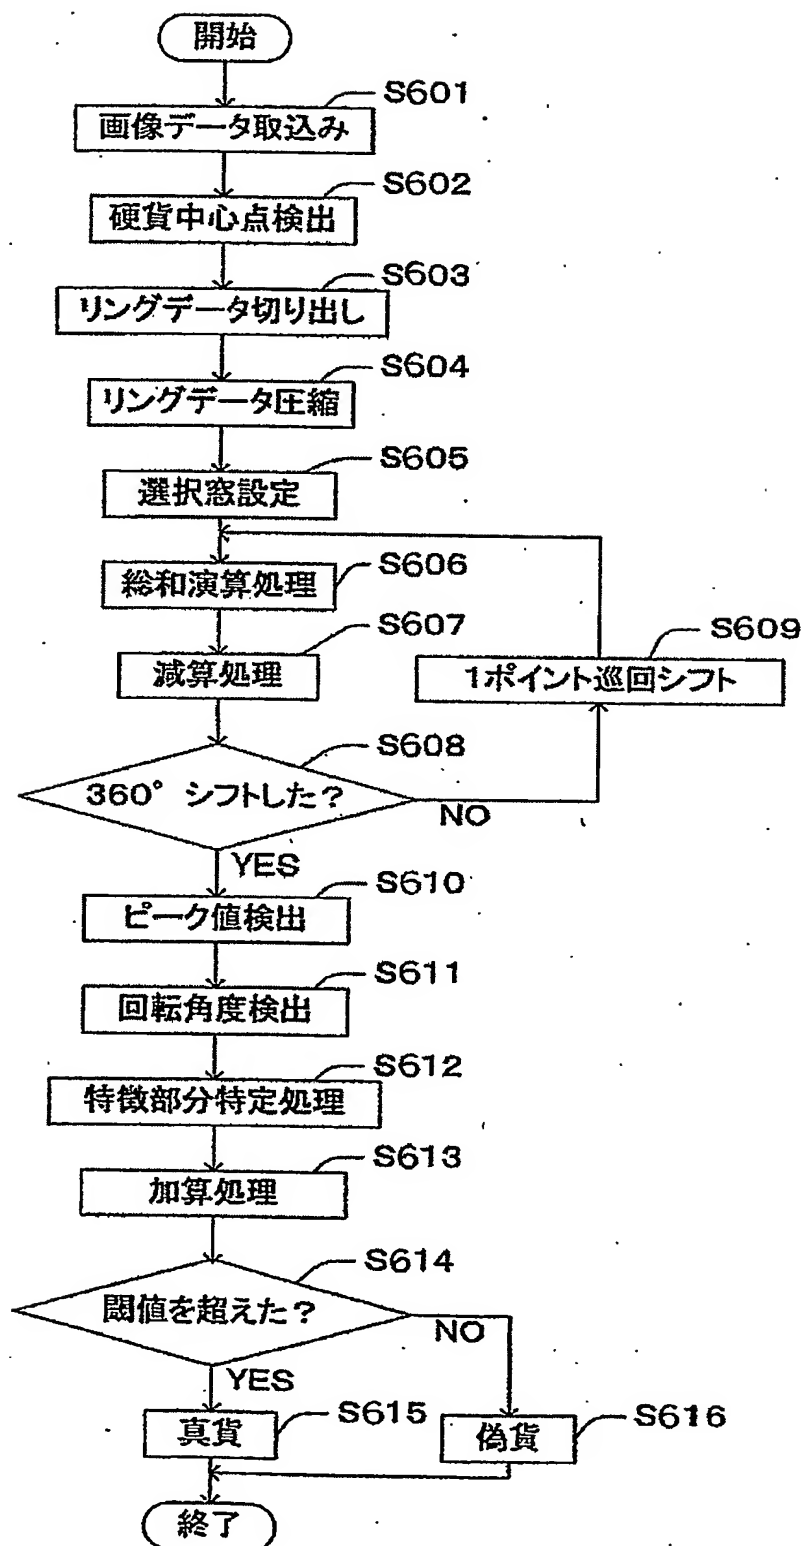 開始
S601
画像データ取込み
S602
硬貨中心点検出
S603
リングデータ切り出し
S604
リングデータ圧縮
S605
選択窓設定
S606
総和演算処理
S607
減算処理
S609
1ポイント巡回シフト
S608
360°シフトした?
NO
YES
S610
ピーク値検出
S611
回転角度検出
S612
特徴部分特定処理
S613
加算処理
S614
閾値を超えた?
NO
YES
S615
真貨
S616
偽貨
終了